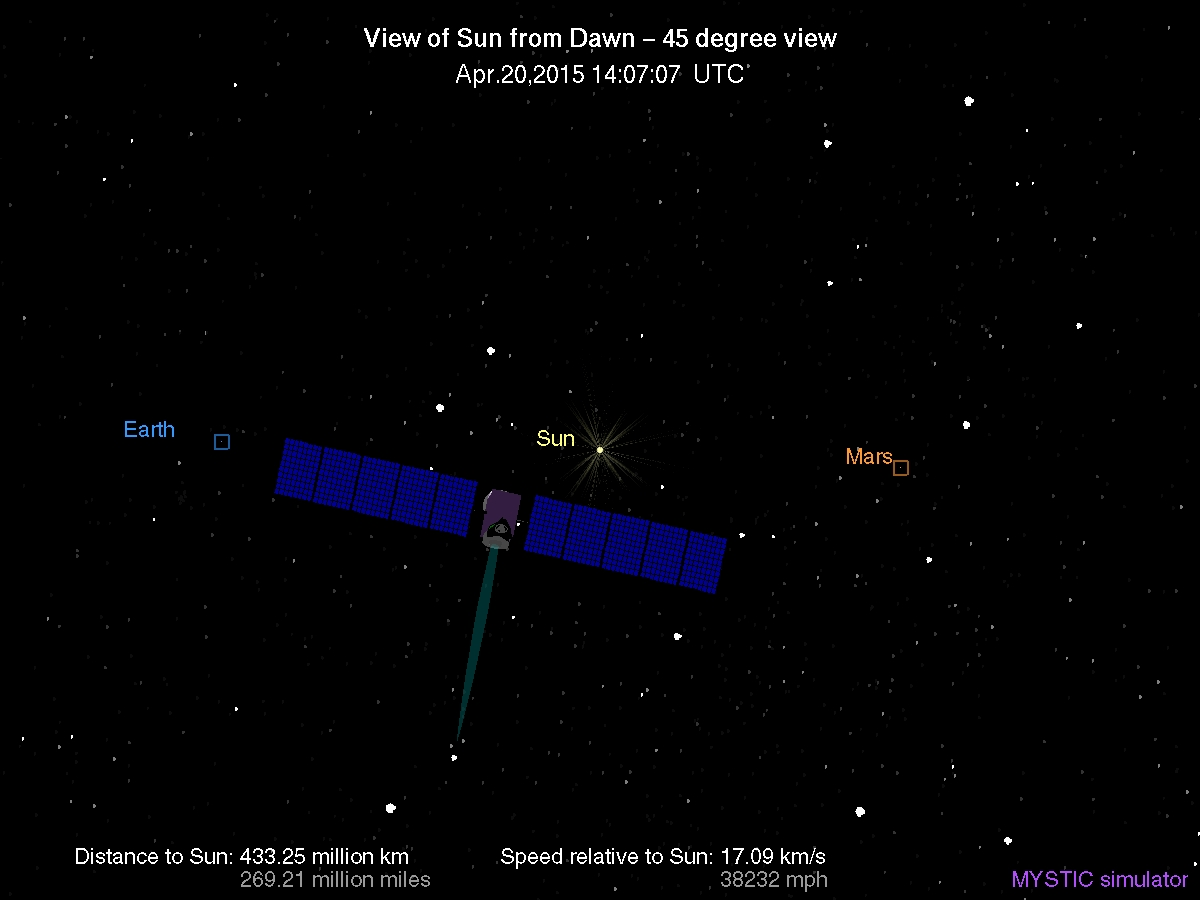 View of Sun from Dawn – 45 degree view
Apr.20,2015 14:07:07 UTC
Earth
Sun
Mars
Distance to Sun: 433.25 million km
269.21 million miles
Speed relative to Sun: 17.09 km/s
38232 mph
MYSTIC simulator